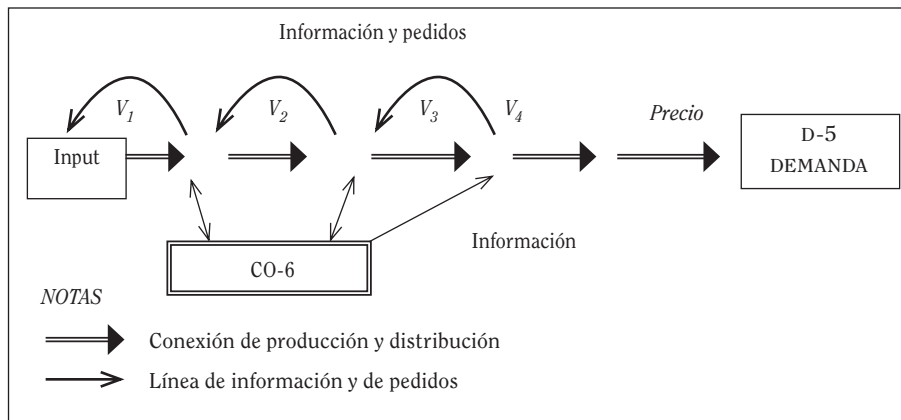 Información y pedidos
V1 V2 V3 V4 Precio
Input
D-5
DEMANDA
Información
CO-6
NOTAS
Conexión de producción y distribución
Línea de información y de pedidos